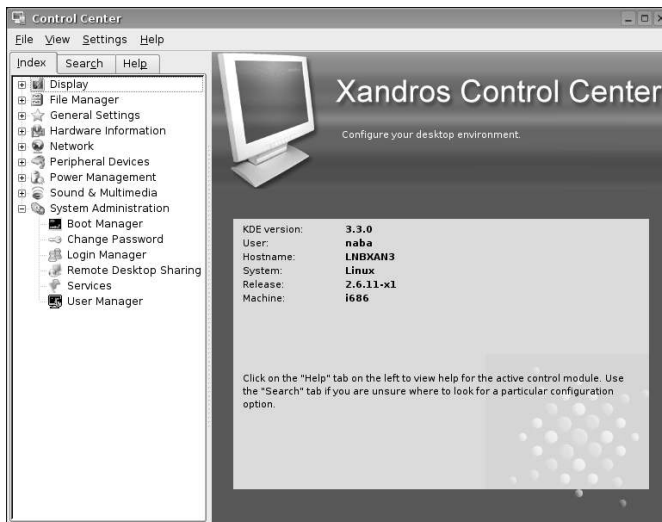 Control Center
File View Settings Help
Index Search Help
Display
File Manager
General Settings
Hardware Information
Network
Peripheral Devices
Power Management
Sound & Multimedia
System Administration
Boot Manager
Change Password
Login Manager
Remote Desktop Sharing
Services
User Manager
Xandros Control Center
Configure your desktop environment.
KDE version: 3.3.0
User: naba
Hostname: LNBXAN3
System: Linux
Release: 2.6.11-x1
Machine: i686
Click on the "Help" tab on the left to view help for the active control module. Use
the "Search" tab if you are unsure where to look for a particular configuration
option.